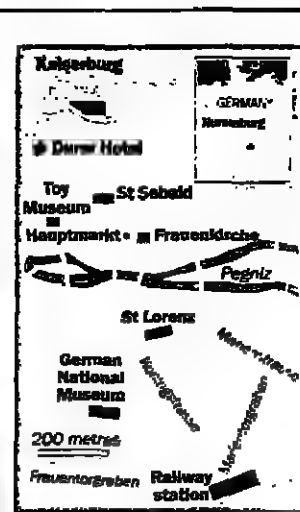 Kaiserburg
GERMANY
Nuremburg
Durer Hotel
Toy
Museum
St Sebald
Hauptmarkt
Frauenkirche
Pegniz
St Lorenz
German
National
Museum
200 metres
Frauentorgraben
Railway
station